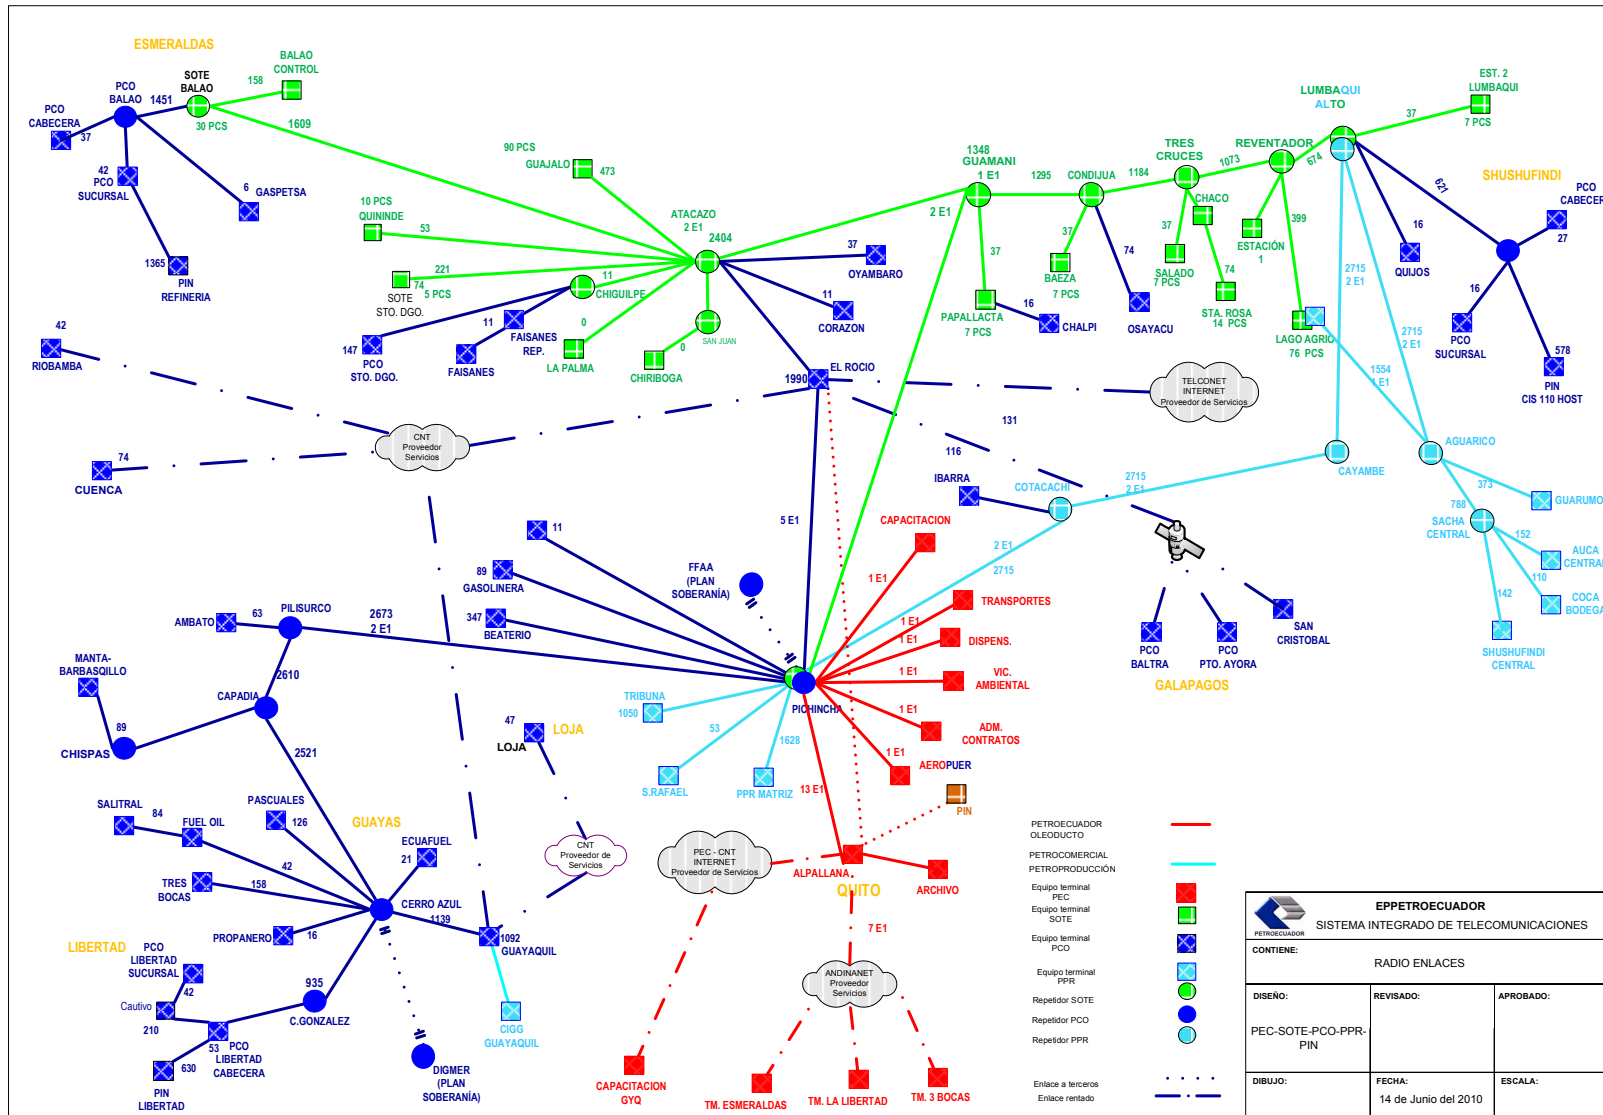 ESMERALDAS
BALAO
CONTROL
SOTE
BALAO
158
PCO
BALAO
1451
PCO
CABECERA
37
30 PCS
1609
42
PCO
SUCURSAL
6
GASPETSA
1365
PIN
REFINERIA
90 PCS
GUAJALO
473
10 PCS
QUININDE
53
221
74
5 PCS
SOTE
STO. DGO.
ATACAZO
2 E1
2404
11
CHIGUILPE
11
FAISANES
REP.
FAISANES
147
PCO
STO. DGO.
0
LA PALMA
SAN JUAN
0
CHIRIBOGA
37
OYAMBARO
11
CORAZON
1990
EL ROCIO
42
RIOBAMBA
74
CUENCA
CNT
Proveedor
Servicios
1348
GUAMANI
1 E1
2 E1
1295
CONDIJUA
1184
TRES
CRUCES
1073
REVENTADOR
674
LUMBAQUI
ALTO
37
EST. 2
LUMBAQUI
7 PCS
SHUSHUFINDI
PCO
CABECERA
27
621
16
QUIJOS
16
PCO
SUCURSAL
578
PIN
CIS 110 HOST
37
PAPALLACTA
7 PCS
16
CHALPI
37
BAEZA
7 PCS
74
OSAYACU
37
SALADO
7 PCS
CHACO
74
STA. ROSA
14 PCS
ESTACIÓN
1
399
LAGO AGRIO
76 PCS
2715
2 E1
2715
2 E1
1554
1 E1
TELCONET
INTERNET
Proveedor de Servicios
131
116
IBARRA
COTACACHI
2715
2 E1
CAYAMBE
AGUARICO
373
GUARUMO
788
SACHA
CENTRAL
152
AUCA
CENTRAL
110
COCA
BODEGA
142
SHUSHUFINDI
CENTRAL
5 E1
2 E1
2715
CAPACITACION
1 E1
TRANSPORTES
1 E1
DISPENS.
1 E1
VIC.
AMBIENTAL
1 E1
ADM.
CONTRATOS
1 E1
AEROPUER
1 E1
PIN
PCO
BALTRA
PCO
PTO. AYORA
SAN
CRISTOBAL
GALAPAGOS
11
89
GASOLINERA
347
BEATERIO
FFAA
(PLAN
SOBERANÍA)
PICHINCHA
TRIBUNA
1050
53
S.RAFAEL
1628
PPR MATRIZ
13 E1
AMBATO
63
PILISURCO
2673
2 E1
MANTA-
BARBASQILLO
89
CHISPAS
CAPADIA
2610
2521
47
LOJA
LOJA
SALITRAL
84
FUEL OIL
PASCUALES
126
GUAYAS
42
TRES
BOCAS
158
ECUAFUEL
21
CERRO AZUL
1139
1092
GUAYAQUIL
PROPANERO
16
CNT
Proveedor de
Servicios
LIBERTAD
PCO
LIBERTAD
SUCURSAL
42
Cautivo
210
53
PCO
LIBERTAD
CABECERA
630
PIN
LIBERTAD
935
C.GONZALEZ
DIGMER
(PLAN
SOBERANÍA)
CIGG
GUAYAQUIL
PEC - CNT
INTERNET
Proveedor de Servicios
ALPALLANA
QUITO
ARCHIVO
7 E1
ANDINANET
Proveedor
Servicios
CAPACITACION
GYQ
TM. ESMERALDAS
TM. LA LIBERTAD
TM. 3 BOCAS
PETROECUADOR
OLEODUCTO
PETROCOMERCIAL
PETROPRODUCCIÓN
Equipo terminal
PEC
Equipo terminal
SOTE
Equipo terminal
PCO
Equipo terminal
PPR
Repetidor SOTE
Repetidor PCO
Repetidor PPR
Enlace a terceros
Enlace rentado
PETROECUADOR
EPPETROECUADOR
SISTEMA INTEGRADO DE TELECOMUNICACIONES
CONTIENE:
RADIO ENLACES
DISEÑO:
REVISADO:
APROBADO:
PEC-SOTE-PCO-PPR-
PIN
DIBUJO:
FECHA:
ESCALA:
14 de Junio del 2010